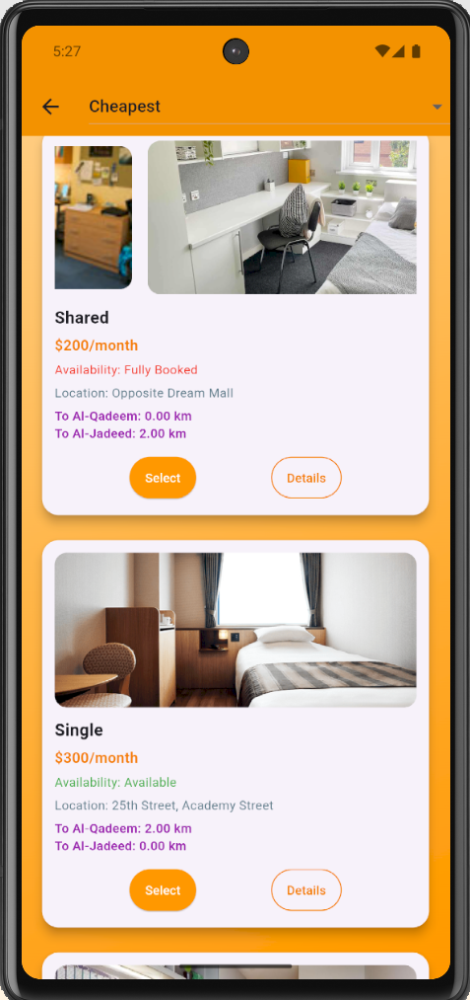 5:27
Cheapest
Shared
$200/month
Availability: Fully Booked
Location: Opposite Dream Mall
To Al-Qadeem: 0.00 km
To Al-Jadeed: 2.00 km
Select Details
Single
$300/month
Availability: Available
Location: 25th Street, Academy Street
To Al-Qadeem: 2.00 km
To Al-Jadeed: 0.00 km
Select Details